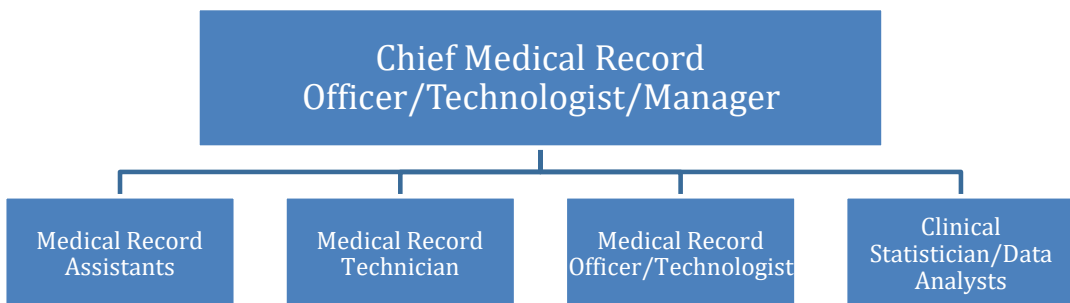 Chief Medical Record
Officer/Technologist/Manager
Medical Record
Assistants
Medical Record
Technician
Medical Record
Officer/Technologist
Clinical
Statistician/Data
Analysts